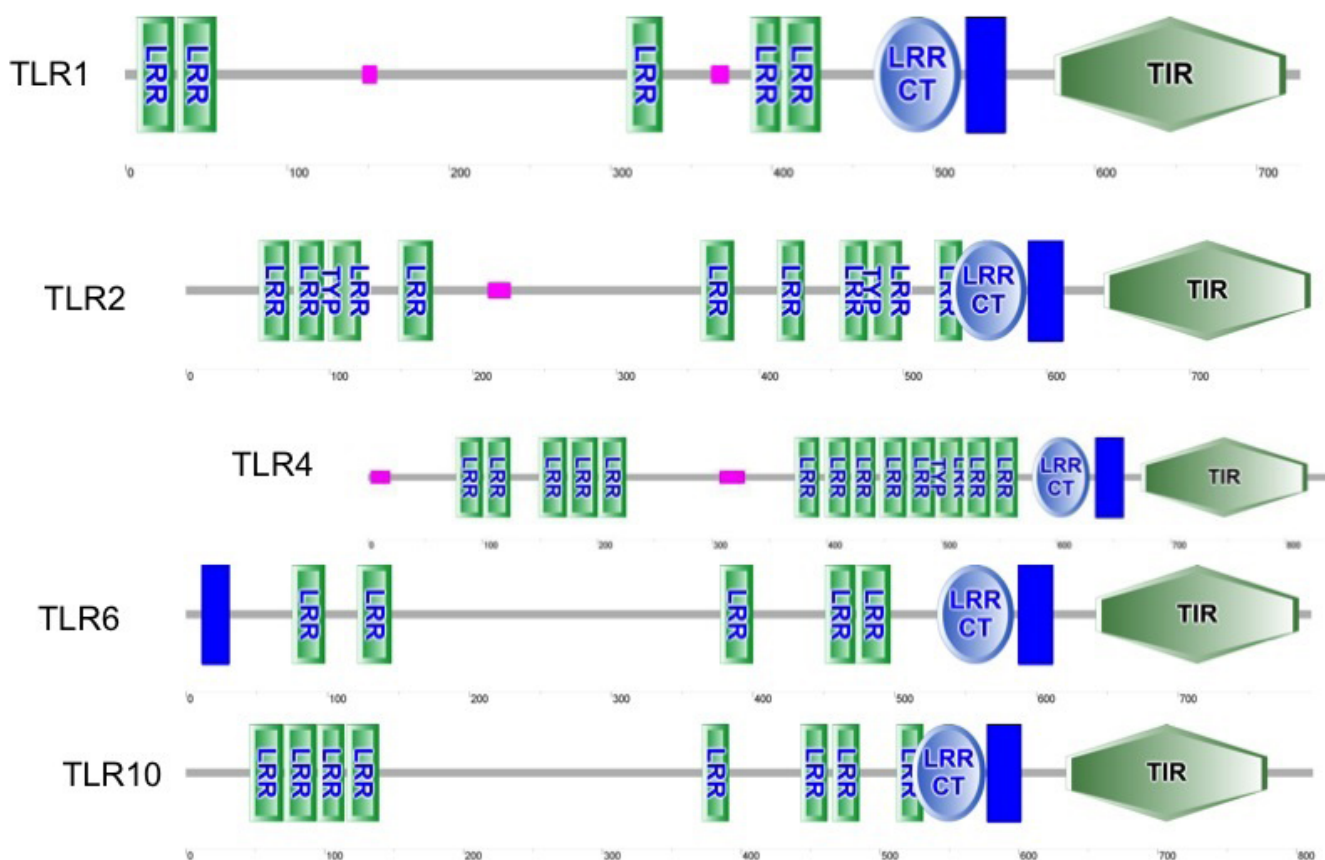 TLR1 LRR LRR LRR LRR LRR LRR CT TIR
0 100 200 300 400 500 600 700
TLR2 LRR LRR LRR TYP LRR LRR LRR LRR LRR TYP LRR LRR CT TIR
0 100 200 300 400 500 600 700
TLR4 LRR LRR LRR LRR LRR LRR LRR LRR LRR LRR LRR TYP LRR LRR LRR CT TIR
0 100 200 300 400 500 600 700 800
TLR6 LRR LRR LRR LRR LRR LRR CT TIR
0 100 200 300 400 500 600 700
TLR10 LRR LRR LRR LRR LRR LRR LRR LRR LRR CT TIR
0 100 200 300 400 500 600 700 800